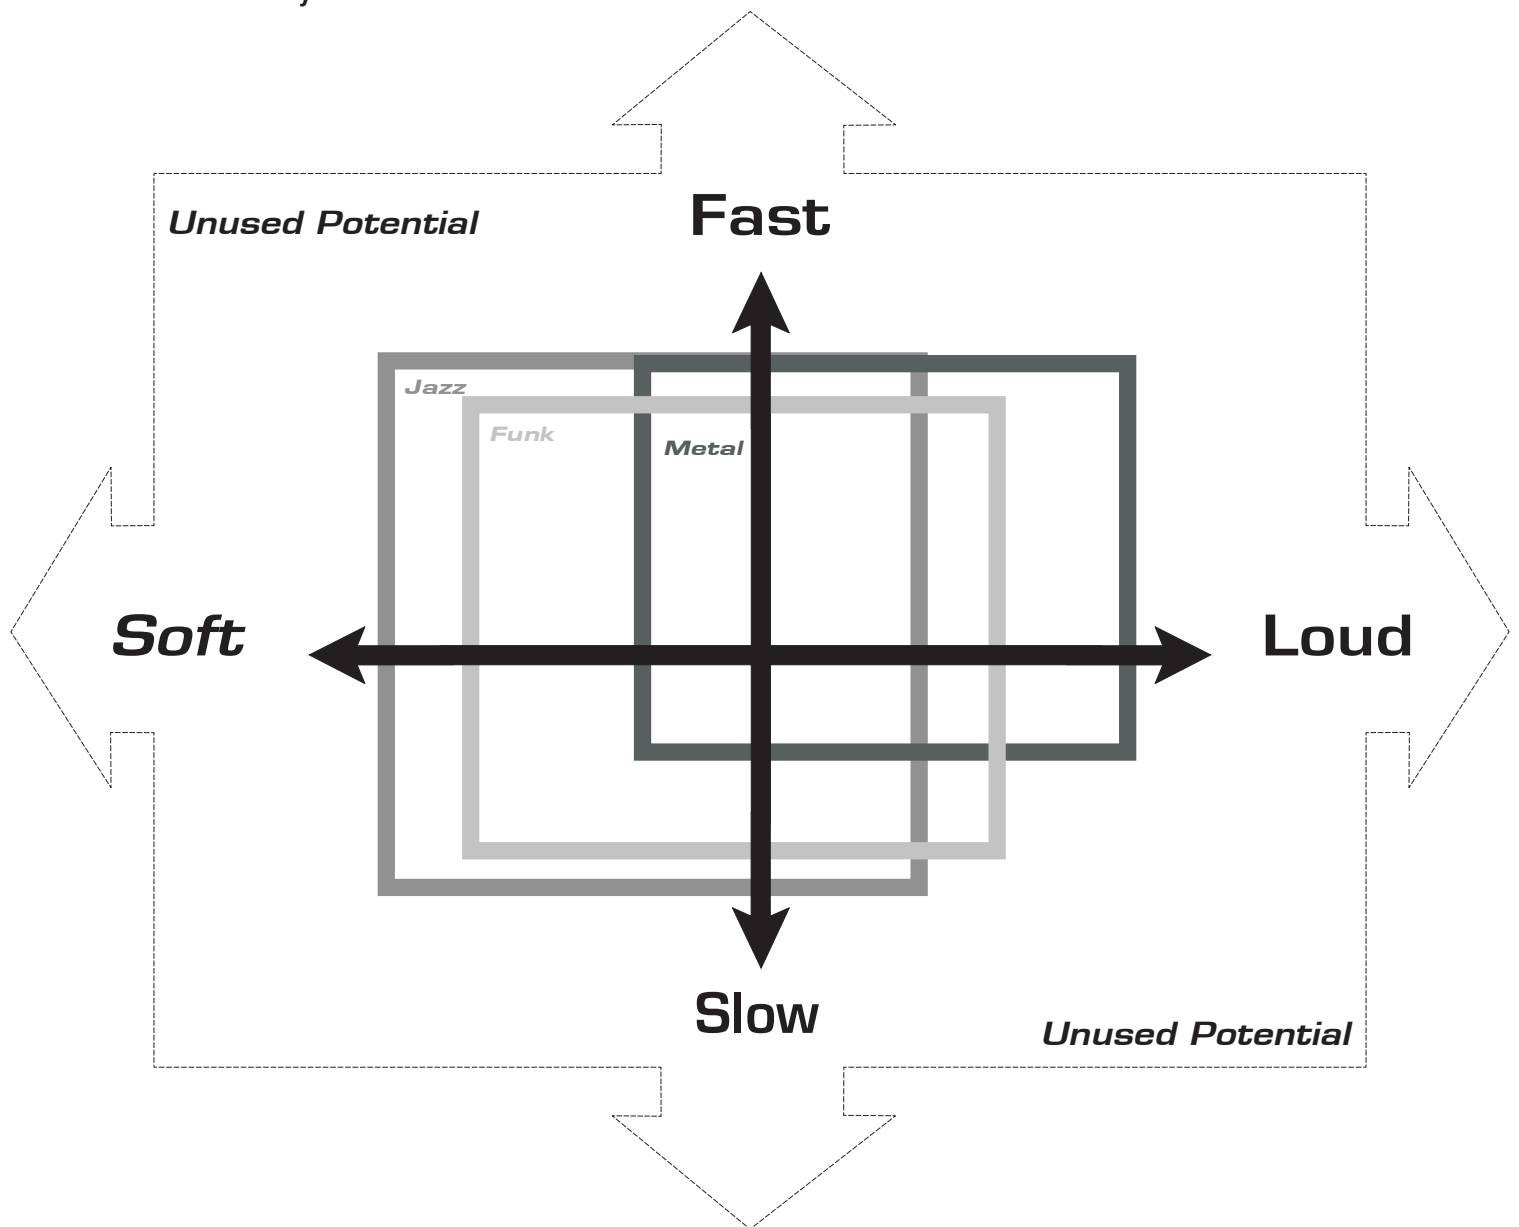 Fast
Unused Potential
Jazz
Funk
Metal
Soft
Loud
Slow
Unused Potential